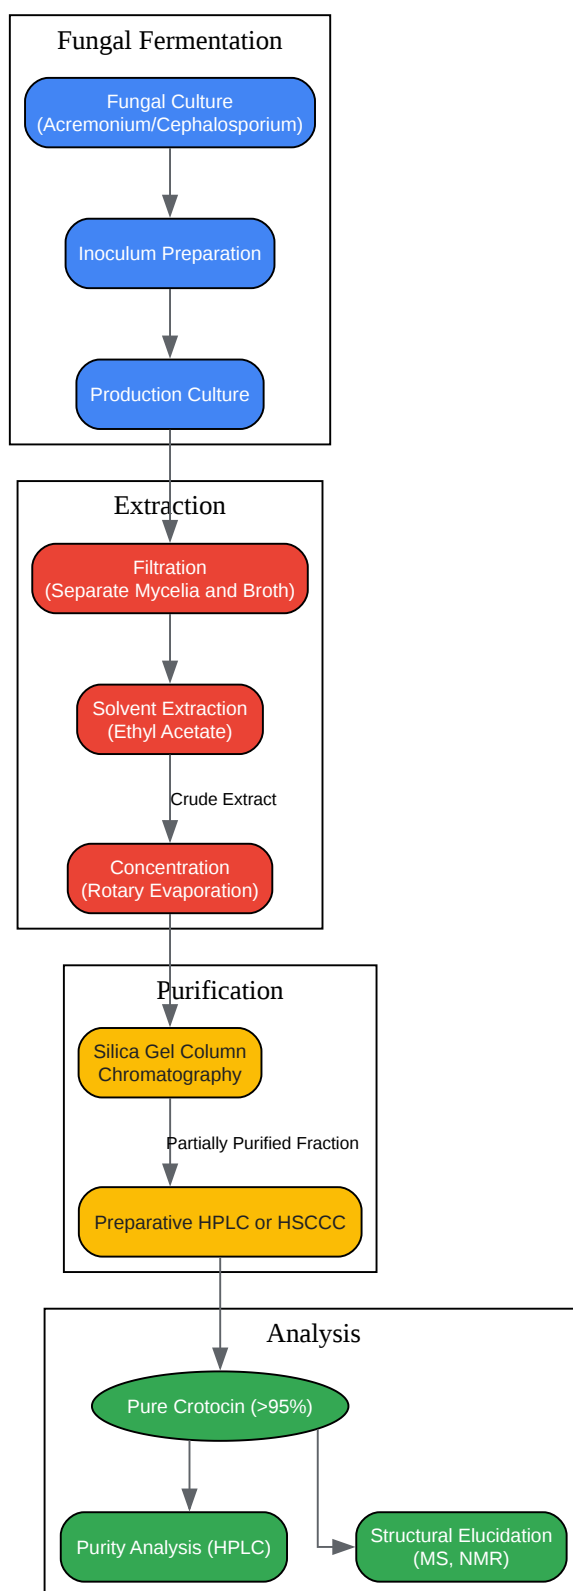 Fungal Fermentation
Fungal Culture
(Acremonium/Cephalosporium)
Inoculum Preparation
Production Culture
Extraction
Filtration
(Separate Mycelia and Broth)
Solvent Extraction
(Ethyl Acetate)
Crude Extract
Concentration
(Rotary Evaporation)
Purification
Silica Gel Column
Chromatography
Partially Purified Fraction
Preparative HPLC or HSCCC
Analysis
Pure Crotocin (>95%)
Purity Analysis (HPLC)
Structural Elucidation
(MS, NMR)